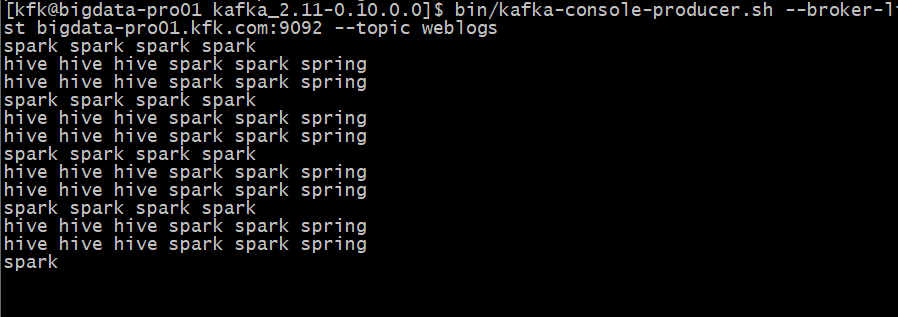 [kfk@bigdata-pro01 kafka_2.11-0.10.0.0]$ bin/kafka-console-producer.sh --broker-li
st bigdata-pro01.kfk.com:9092 --topic weblogs
spark spark spark spark
hive hive hive spark spark spring
hive hive hive spark spark spring
spark spark spark spark
hive hive hive spark spark spring
hive hive hive spark spark spring
spark spark spark spark
hive hive hive spark spark spring
hive hive hive spark spark spring
spark spark spark spark
hive hive hive spark spark spring
hive hive hive spark spark spring
spark